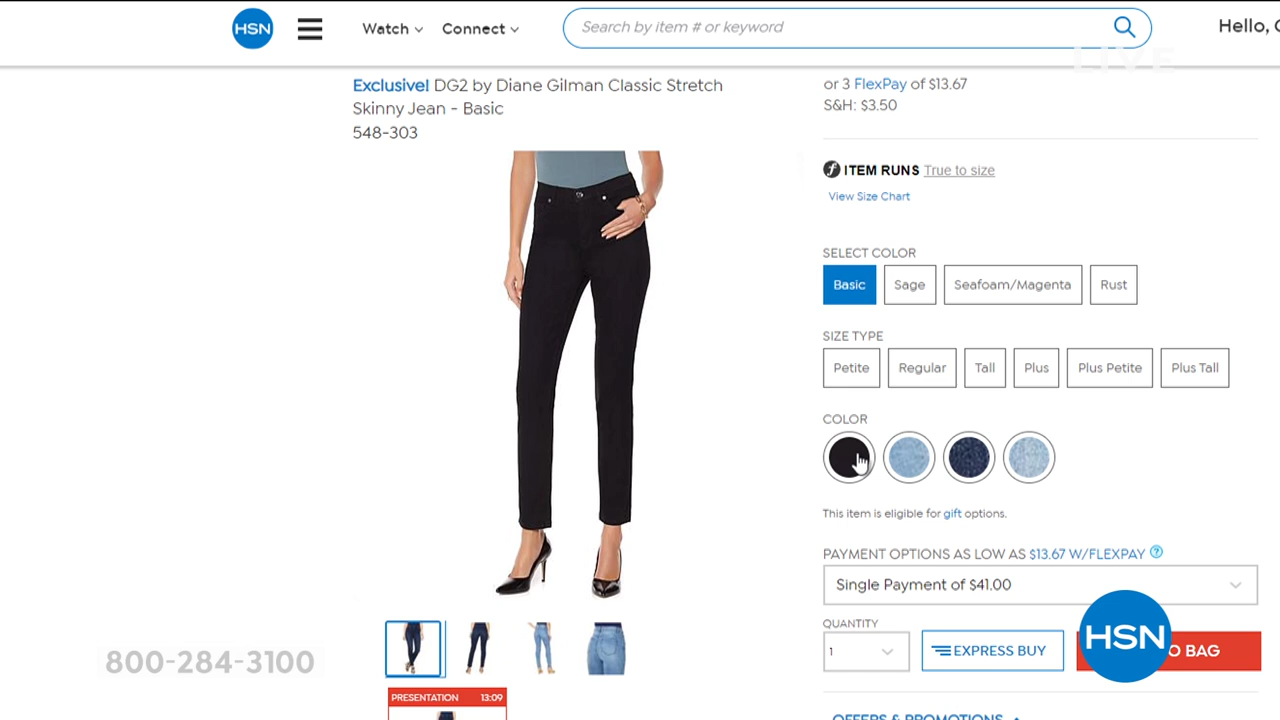 HSN
Watch
Connect
Search by item # or keyword
Hello,
LIVE
Exclusive! DG2 by Diane Gilman Classic Stretch
Skinny Jean - Basic
548-303
or 3 FlexPay of $13.67
S&H: $3.50
f ITEM RUNS True to size
View Size Chart
SELECT COLOR
Basic Sage Seafoam/Magenta Rust
SIZE TYPE
Petite Regular Tall Plus Plus Petite Plus Tall
COLOR
This item is eligible for gift options.
PAYMENT OPTIONS AS LOW AS $13.67 W/FLEXPAY ?
Single Payment of $41.00
QUANTITY
1
EXPRESS BUY
HSN
O BAG
800-284-3100
PRESENTATION 13:09
OFFERS & PROMOTIONS